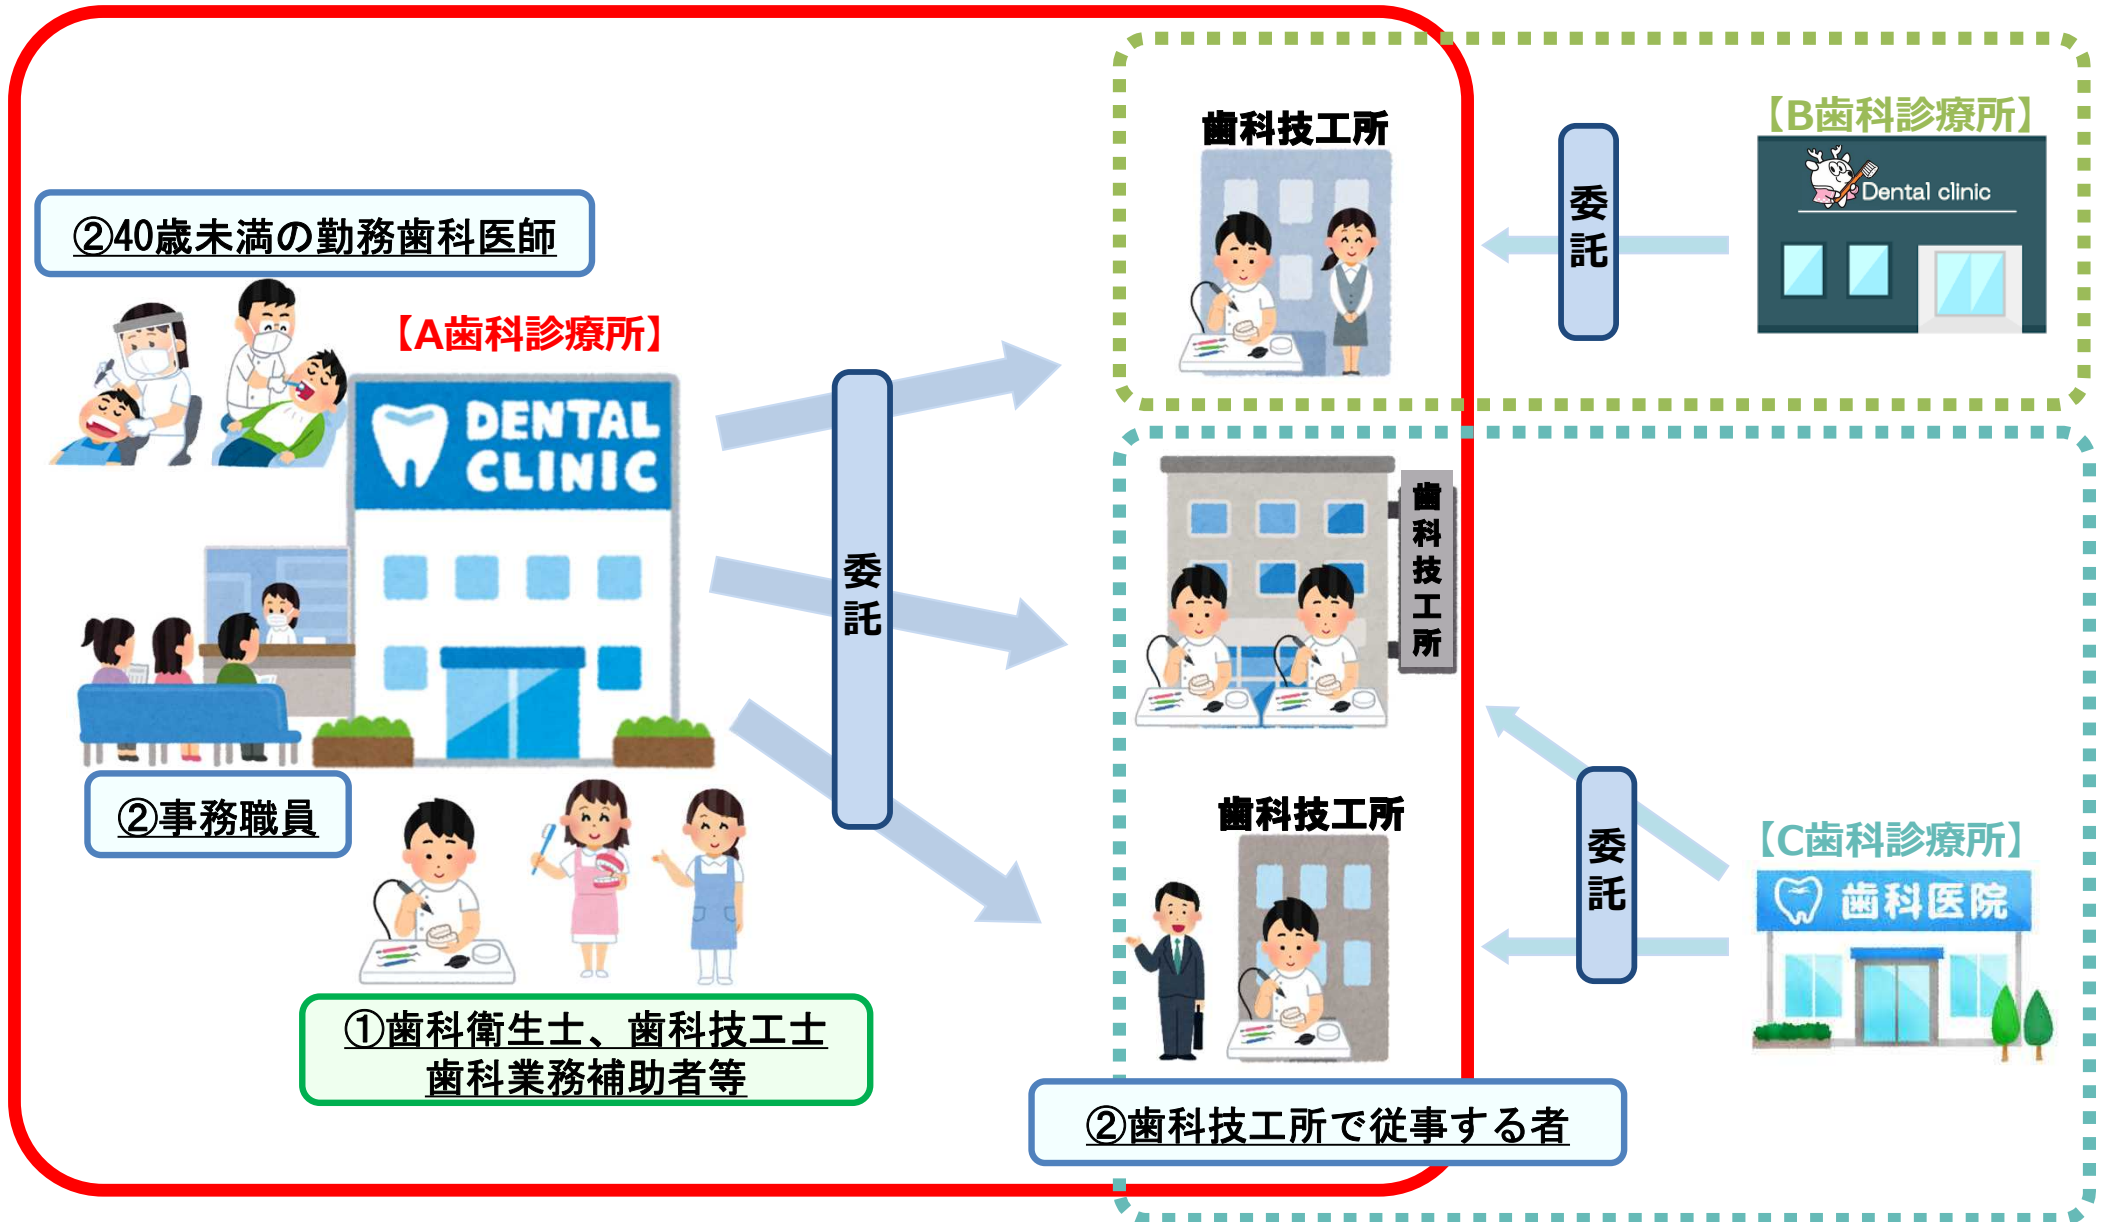 ②40歳未満の勤務歯科医師
【A歯科診療所】
DENTAL
CLINIC
②事務職員
①歯科衛生士、歯科技工士
歯科業務補助者等
委託
歯科技工所
歯科技工所
歯科技工所
②歯科技工所で従事する者
委託
【B歯科診療所】
Dental clinic
委託
【C歯科診療所】
歯科医院